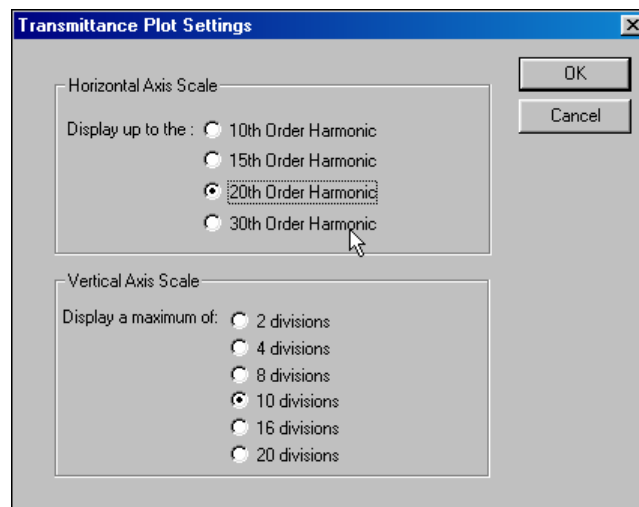 Transmittance Plot Settings
OK
Cancel
Horizontal Axis Scale
Display up to the : 10th Order Harmonic
15th Order Harmonic
20th Order Harmonic
30th Order Harmonic
Vertical Axis Scale
Display a maximum of: 2 divisions
4 divisions
8 divisions
10 divisions
16 divisions
20 divisions